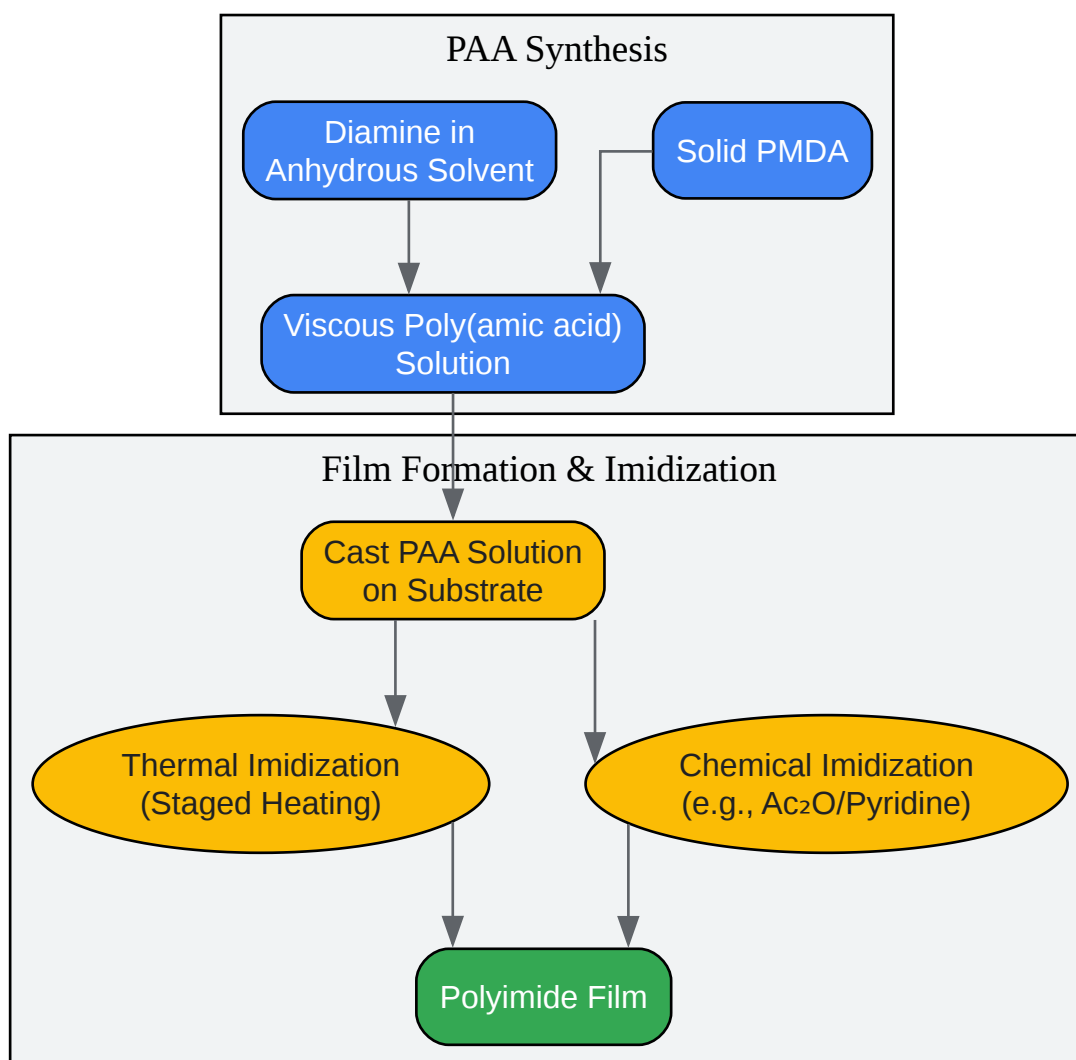 PAA Synthesis
Diamine in
Anhydrous Solvent
Solid PMDA
Viscous Poly(amic acid)
Solution
Film Formation & Imidization
Cast PAA Solution
on Substrate
Thermal Imidization
(Staged Heating)
Chemical Imidization
(e.g., Ac₂O/Pyridine)
Polyimide Film